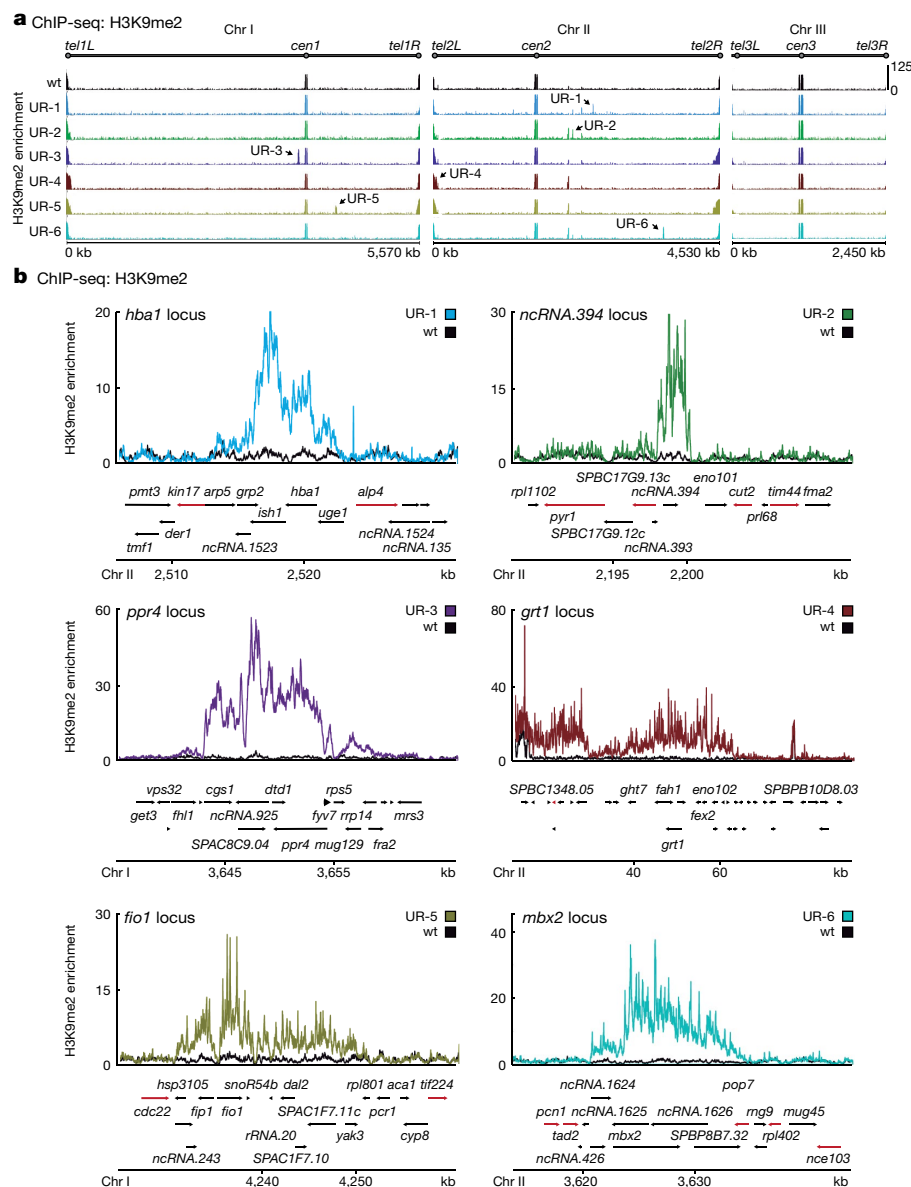 a ChIP-seq: H3K9me2
Chr I Chr II Chr III
tel1L cen1 tel1R tel2L cen2 tel2R tel3L cen3 tel3R
H3K9me2 enrichment
wt 125
0
UR-1 UR-1
UR-2 UR-2
UR-3 UR-3
UR-4 UR-4
UR-5 UR-5
UR-6 UR-6
0 kb 5,570 kb 0 kb 4,530 kb 0 kb 2,450 kb
b ChIP-seq: H3K9me2
hba1 locus
UR-1
wt
H3K9me2 enrichment
20
10
0
pmt3 kin17 arp5 grp2 hba1 alp4
der1 ish1 uge1
tmf1 ncRNA.1523 ncRNA.1524
ncRNA.135
Chr II 2,510 2,520 kb
ncRNA.394 locus
UR-2
wt
30
15
0
SPBC17G9.13c eno101
rpl1102 ncRNA.394 cut2 tim44 fma2
pyr1 prl68
SPBC17G9.12c
ncRNA.393
Chr II 2,195 2,200 kb
ppr4 locus
UR-3
wt
H3K9me2 enrichment
60
30
0
vps32 cgs1 dtd1 rps5
get3 fhl1 ncRNA.925 fyv7 rrp14 mrs3
SPAC8C9.04 ppr4 mug129 fra2
Chr I 3,645 3,655 kb
grt1 locus
UR-4
wt
80
40
0
SPBC1348.05 ght7 fah1 eno102 SPBPB10D8.03
fex2
grt1
Chr II 40 60 kb
fio1 locus
UR-5
wt
H3K9me2 enrichment
30
15
0
hsp3105 snoR54b dal2 rpl801 aca1 tif224
cdc22 fip1 fio1 SPAC1F7.11c pcr1
rRNA.20 yak3 cyp8
ncRNA.243 SPAC1F7.10
Chr I 4,240 4,250 kb
mbx2 locus
UR-6
wt
40
20
0
ncRNA.1624 pop7
pcn1 ncRNA.1625 ncRNA.1626 rng9 mug45
tad2 mbx2 SPBP8B7.32 rpl402
ncRNA.426 nce103
Chr II 3,620 3,630 kb